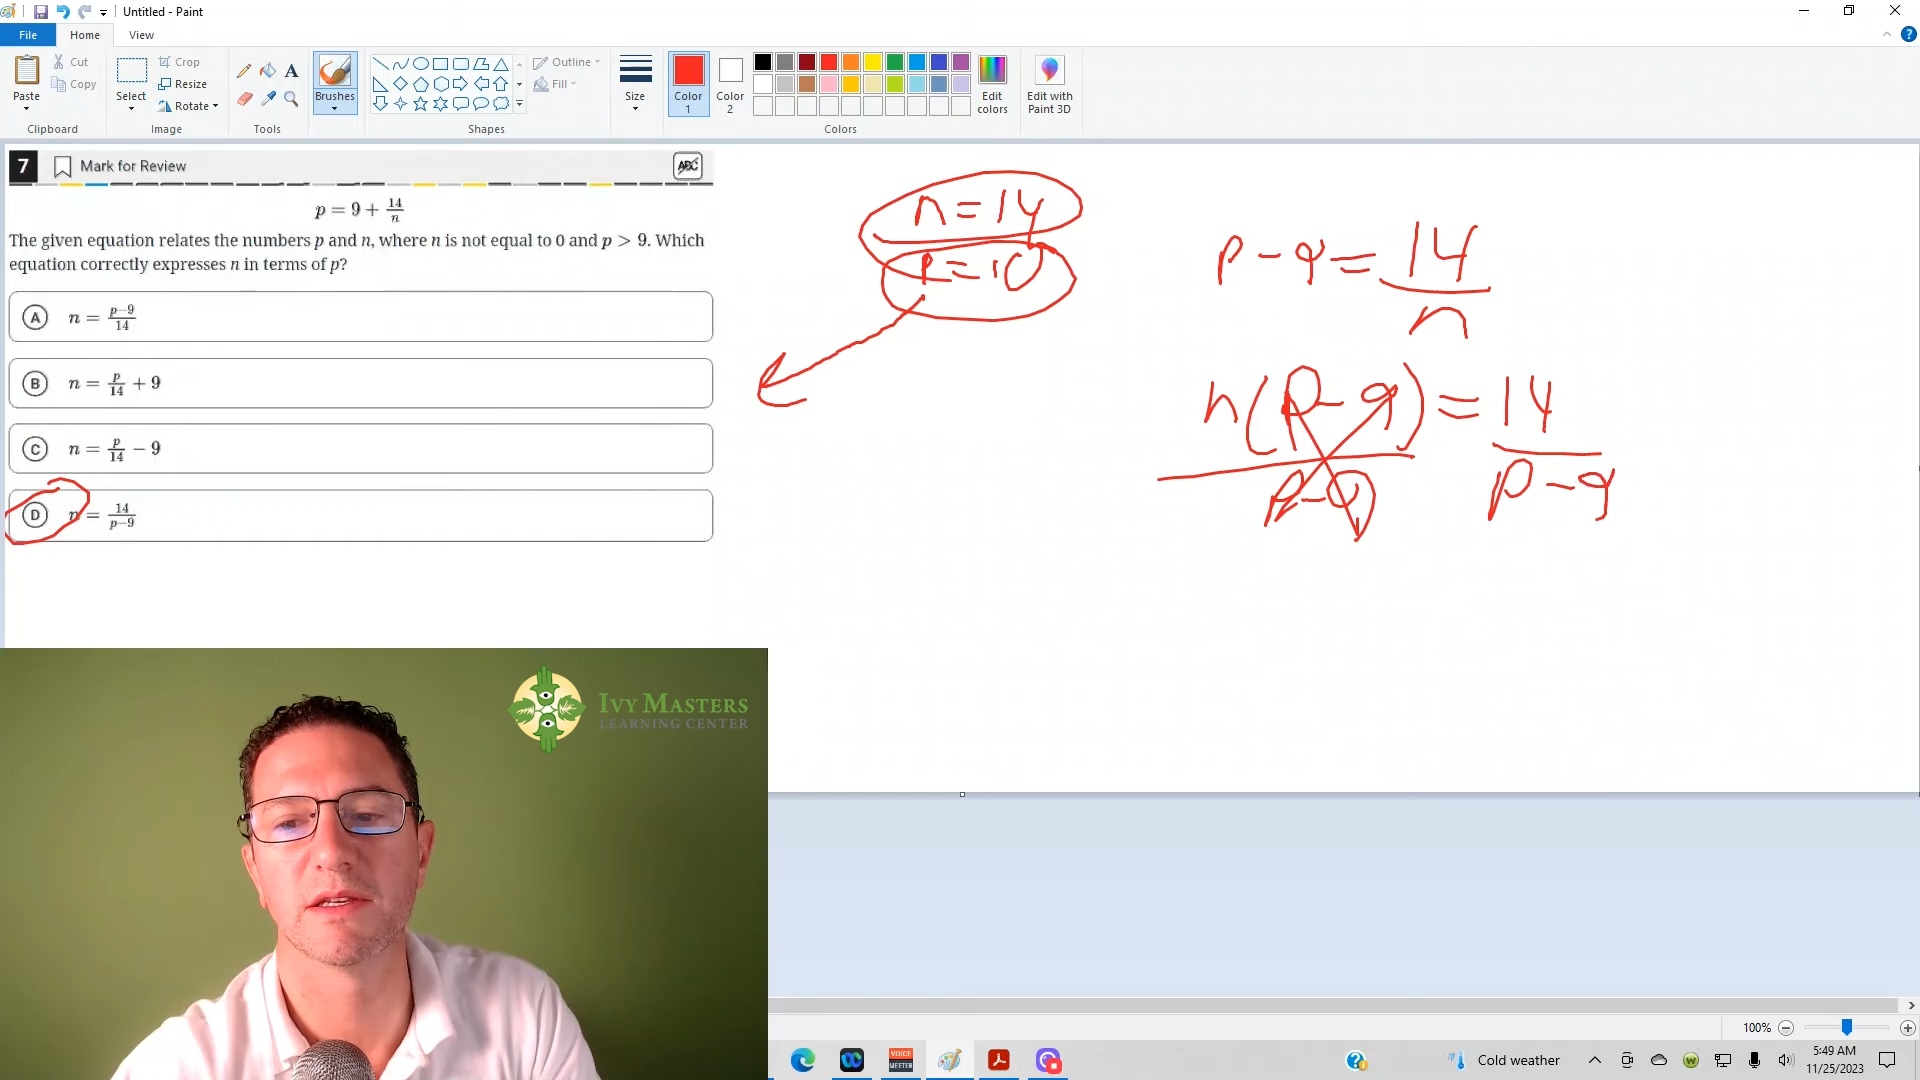 Untitled - Paint
File
Home
View
Paste
Cut
Copy
Clipboard
Select
Crop
Resize
Rotate
Image
A
Tools
Brushes
Shapes
Outline
Fill
Size
Color 1
Color 2
Colors
Edit colors
Edit with Paint 3D
7 Mark for Review ABC
p = 9 + 14/n
The given equation relates the numbers p and n, where n is not equal to 0 and p > 9. Which
equation correctly expresses n in terms of p?
A n = p−9/14
B n = p/14 + 9
C n = p/14 − 9
D n = 14/p−9
n = 14
p = 10
p − 9 = 14/n
n(p − 9) = 14
p − 9 p − 9
IVY MASTERS
LEARNING CENTER
100%
VOICE MEETER
Cold weather
5:49 AM
11/25/2023